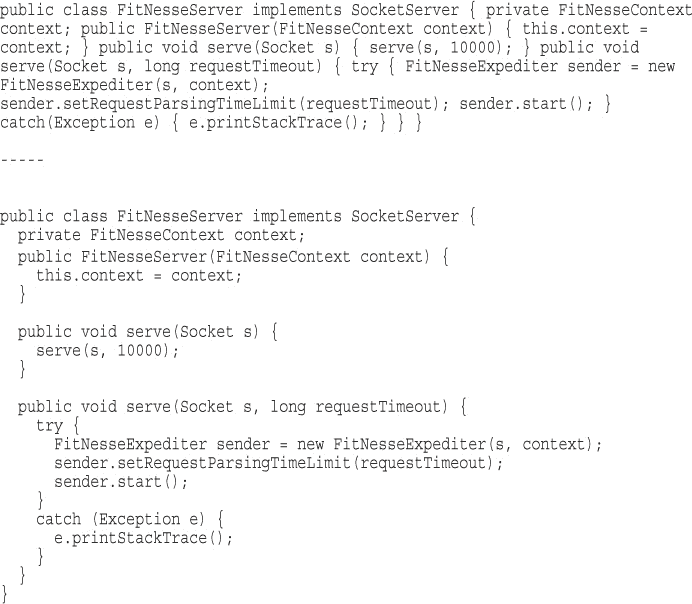 public class FitNesseServer implements SocketServer { private FitNesseContext
context; public FitNesseServer(FitNesseContext context) { this.context =
context; } public void serve(Socket s) { serve(s, 10000); } public void
serve(Socket s, long requestTimeout) { try { FitNesseExpediter sender = new
FitNesseExpediter(s, context);
sender.setRequestParsingTimeLimit(requestTimeout); sender.start(); }
catch(Exception e) { e.printStackTrace(); } } }
-----
public class FitNesseServer implements SocketServer {
  private FitNesseContext context;
  public FitNesseServer(FitNesseContext context) {
    this.context = context;
  }
  public void serve(Socket s) {
    serve(s, 10000);
  }
  public void serve(Socket s, long requestTimeout) {
    try {
      FitNesseExpediter sender = new FitNesseExpediter(s, context);
      sender.setRequestParsingTimeLimit(requestTimeout);
      sender.start();
    }
    catch (Exception e) {
      e.printStackTrace();
    }
  }
}